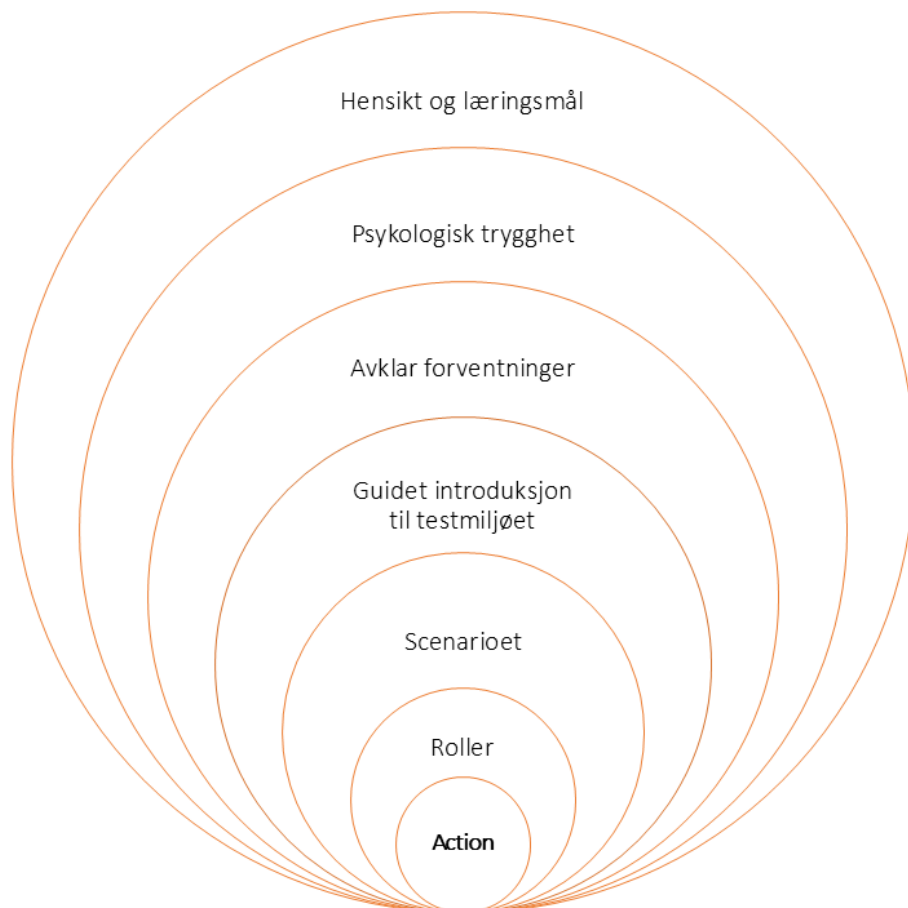 Hensikt og læringsmål
Psykologisk trygghet
Avklar forventninger
Guidet introduksjon
til testmiljøet
Scenarioet
Roller
Action